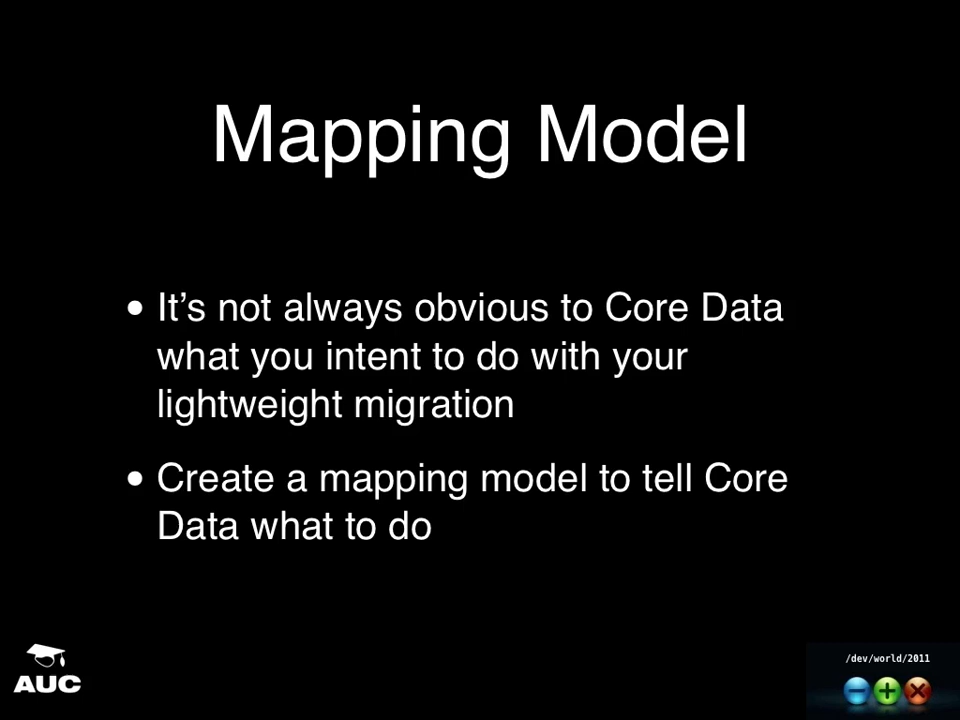 Mapping Model
• It's not always obvious to Core Data
what you intent to do with your
lightweight migration
• Create a mapping model to tell Core
Data what to do
AUC
/dev/world/2011